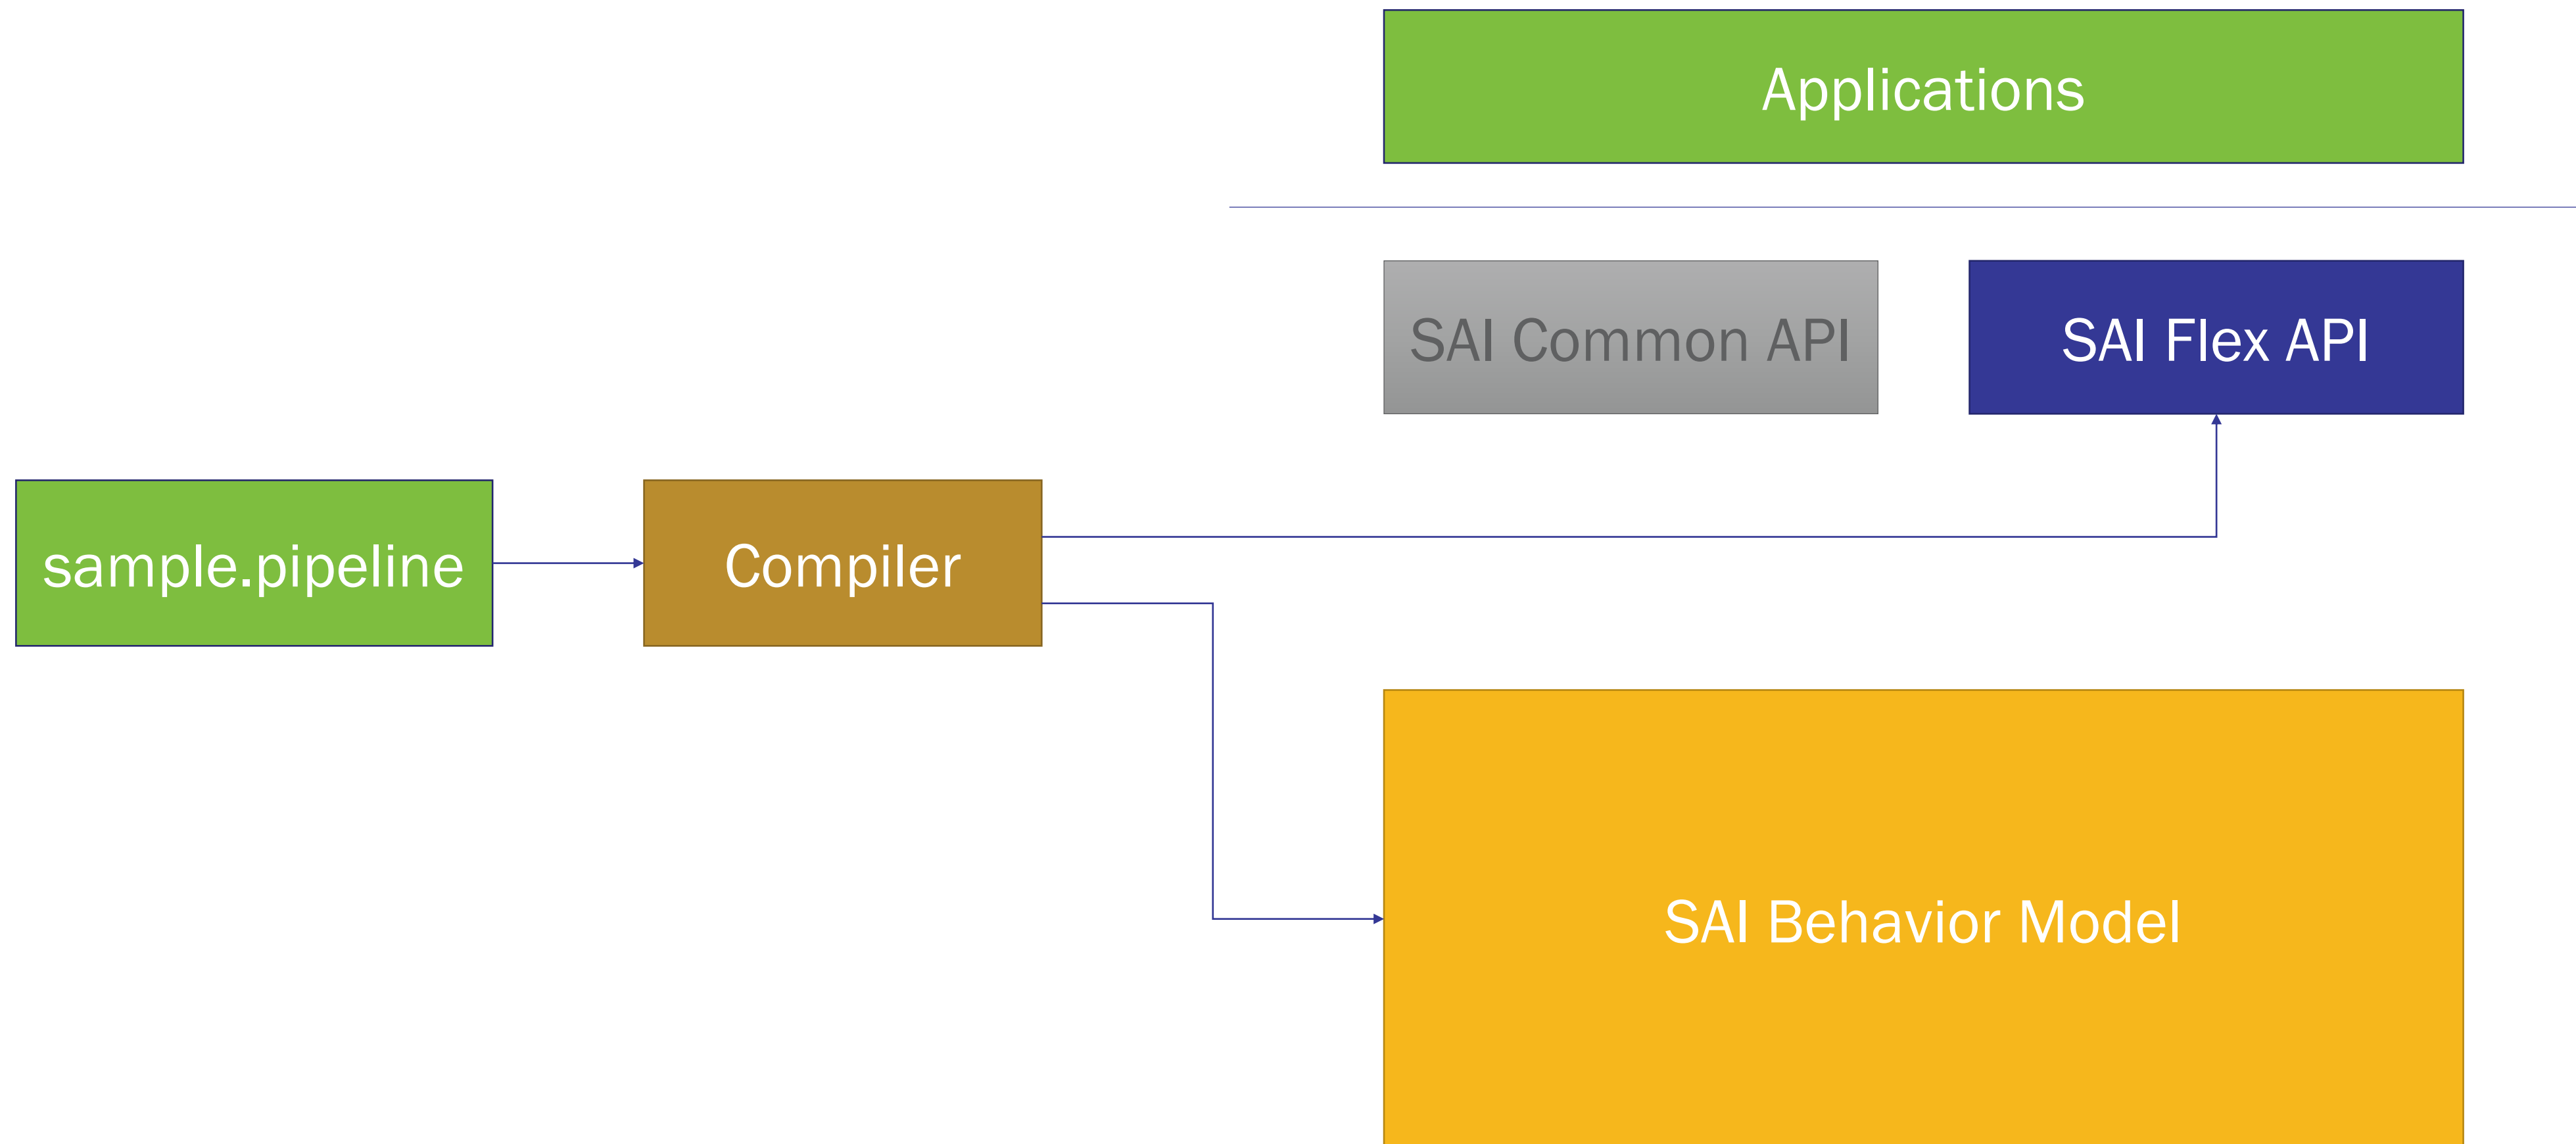 Applications
SAI Common API
SAI Flex API
sample.pipeline
Compiler
SAI Behavior Model